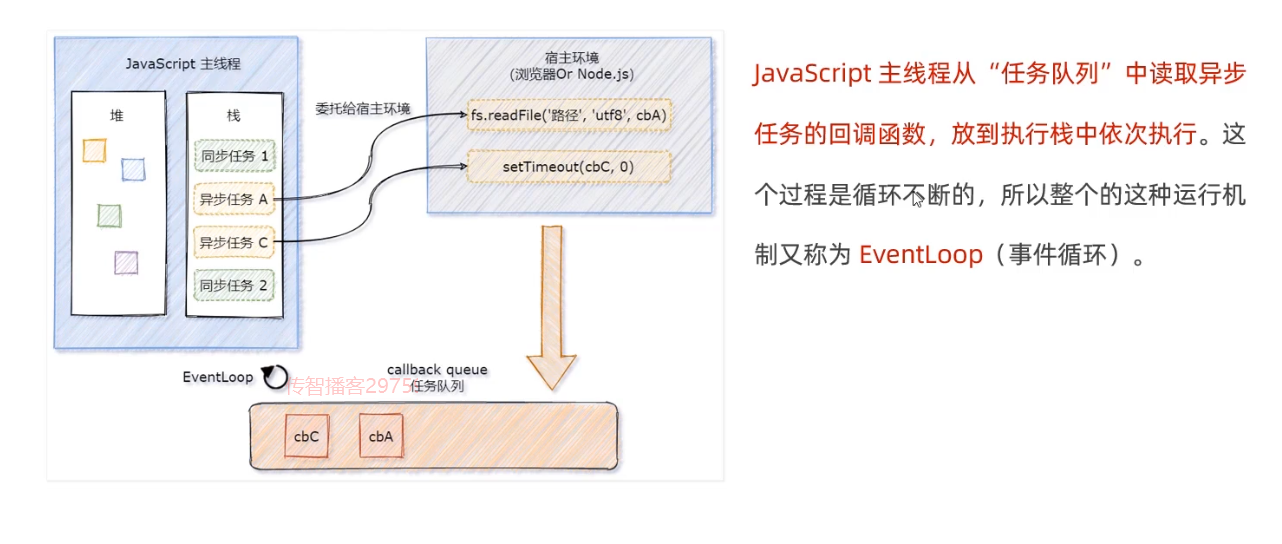 JavaScript 主线程
堆
栈
同步任务 1
异步任务 A
异步任务 C
同步任务 2
委托给宿主环境
宿主环境
(浏览器Or Node.js)
fs.readFile('路径', 'utf8', cbA)
setTimeout(cbC, 0)
EventLoop
传智播客2975
callback queue
任务队列
cbC
cbA
JavaScript 主线程从“任务队列”中读取异步
任务的回调函数，放到执行栈中依次执行。这
个过程是循环不断的，所以整个的这种运行机
制又称为 EventLoop（事件循环）。